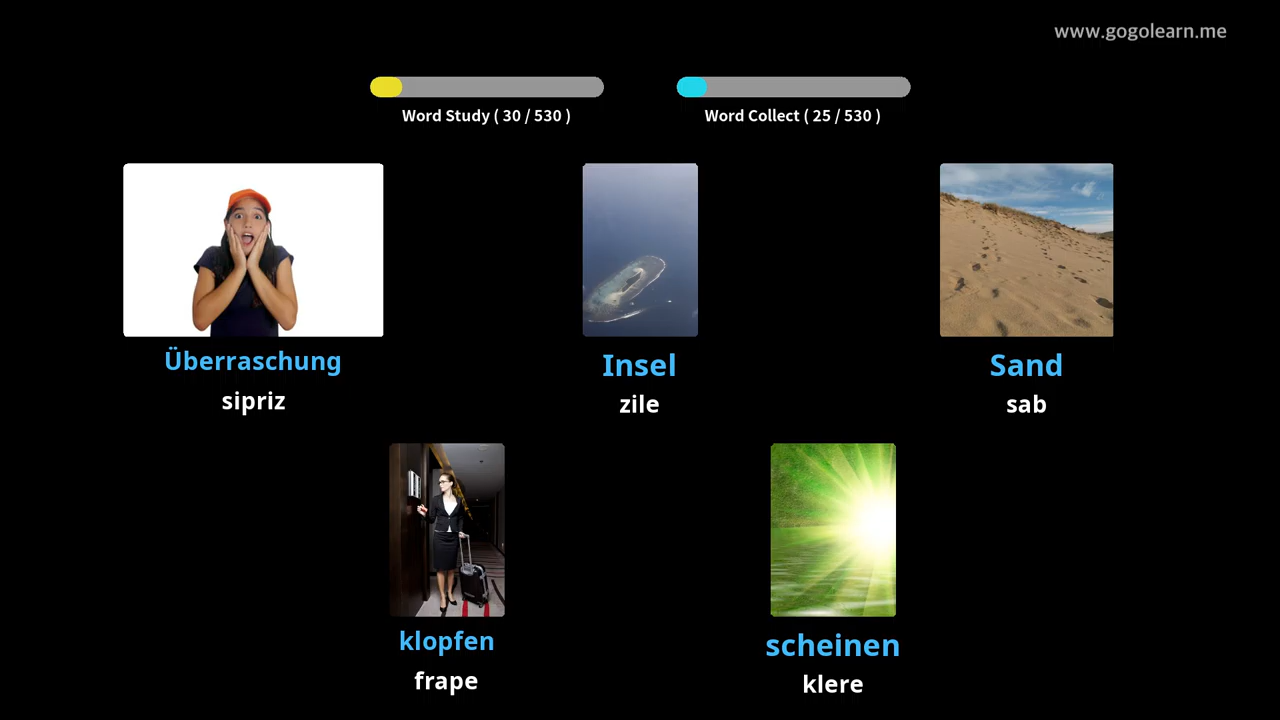 www.gogolearn.me
Word Study ( 30 / 530 )
Word Collect ( 25 / 530 )
Überraschung
sipriz
Insel
zile
Sand
sab
klopfen
frape
scheinen
klere